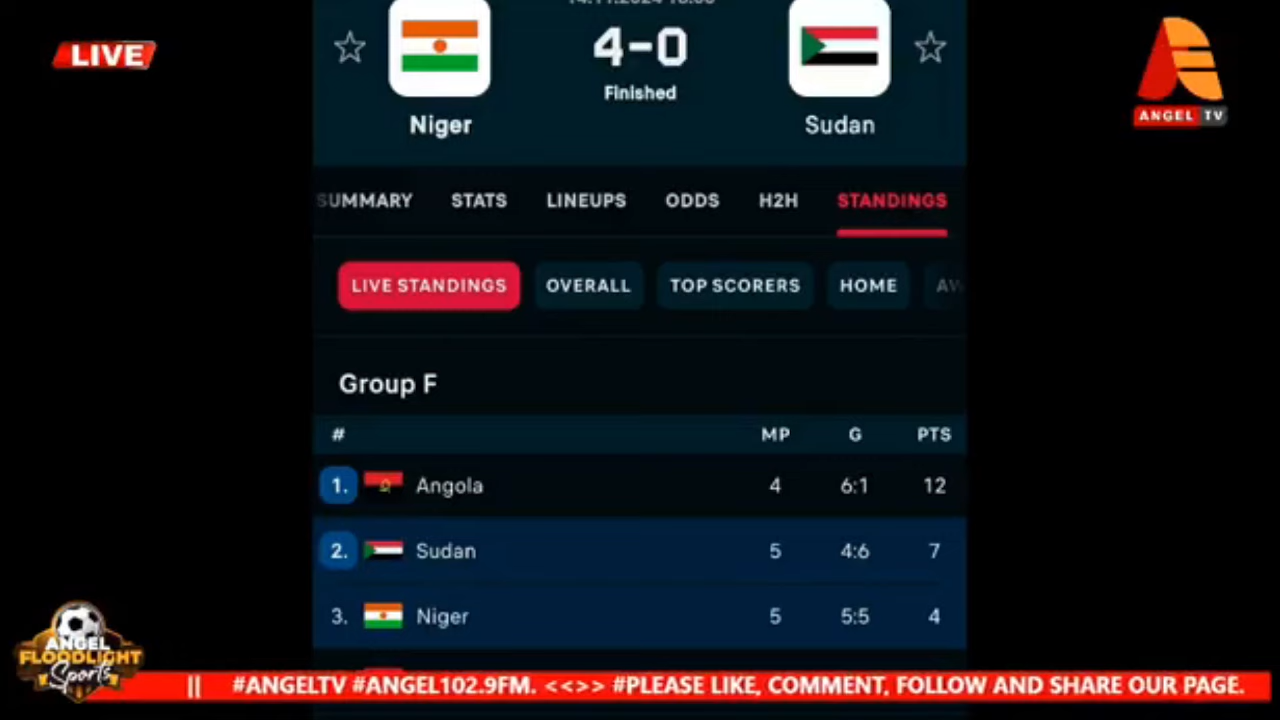 LIVE
4-0
Finished
Niger
Sudan
ANGEL TV
SUMMARY STATS LINEUPS ODDS H2H STANDINGS
LIVE STANDINGS OVERALL TOP SCORERS HOME
Group F
# MP G PTS
1. Angola 4 6:1 12
2. Sudan 5 4:6 7
3. Niger 5 5:5 4
ANGEL
FLOODLIGHT
Sports
|| #ANGELTV #ANGEL102.9FM. <<>> #PLEASE LIKE, COMMENT, FOLLOW AND SHARE OUR PAGE.